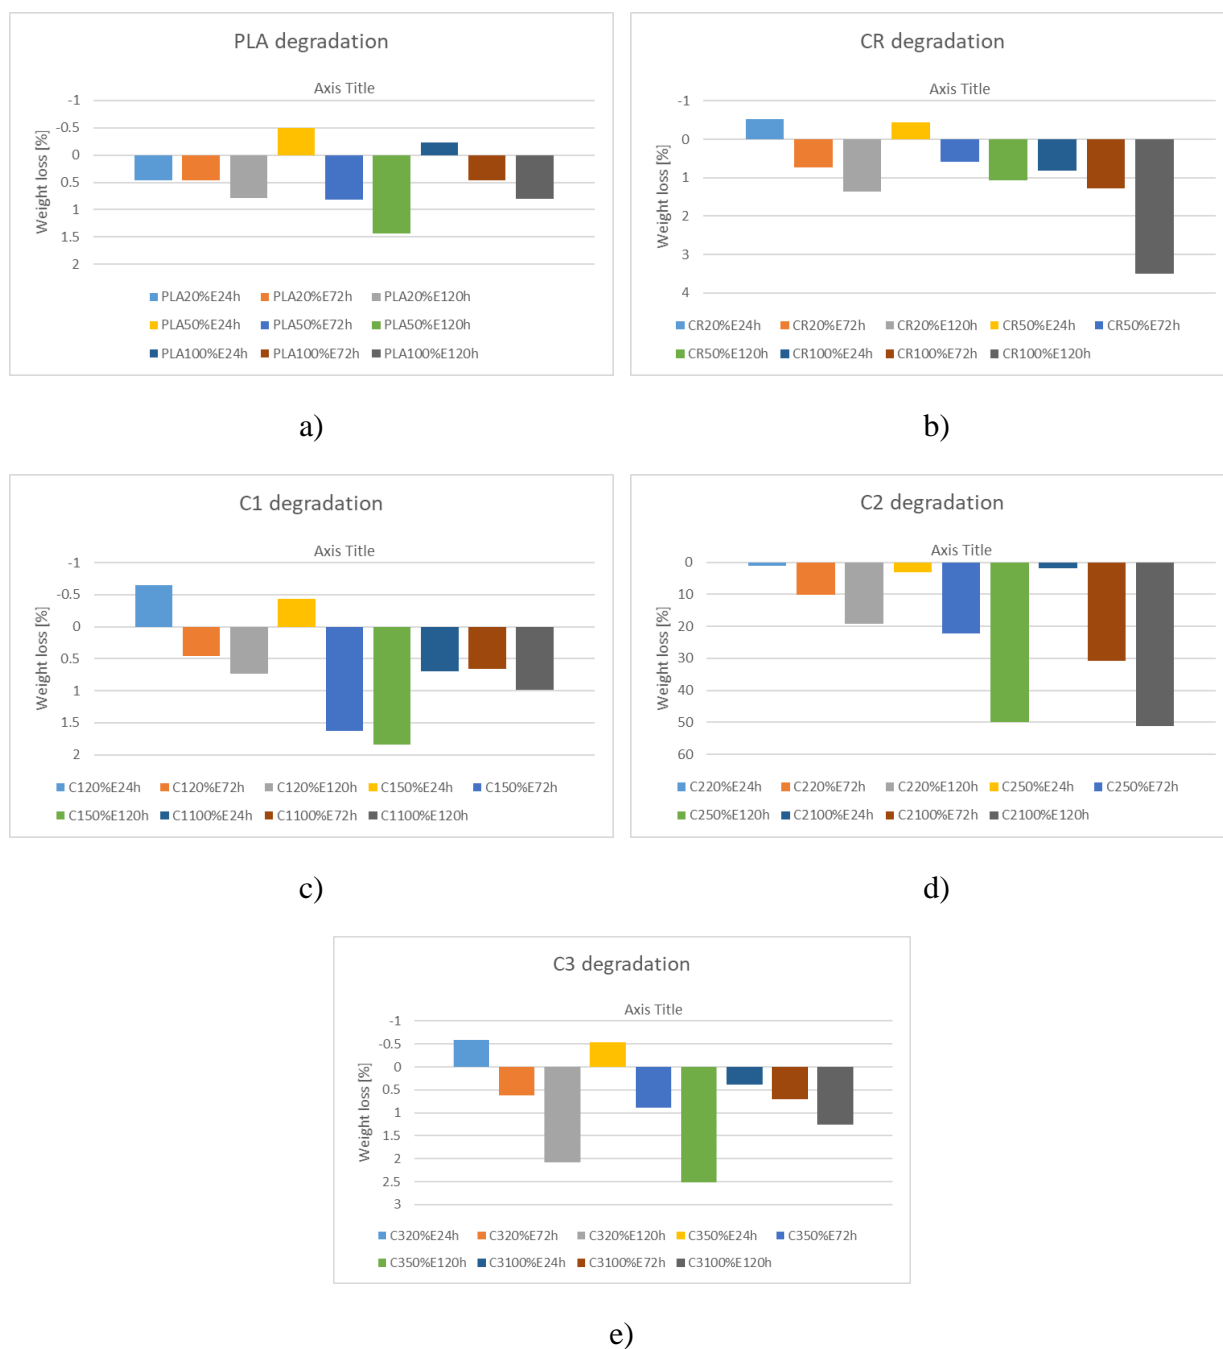 PLA degradation
Axis Title
Weight loss [%]
-1
-0.5
0
0.5
1
1.5
2
PLA20%E24h PLA20%E72h PLA20%E120h
PLA50%E24h PLA50%E72h PLA50%E120h
PLA100%E24h PLA100%E72h PLA100%E120h
a)
CR degradation
Axis Title
Weight loss [%]
-1
0
1
2
3
4
CR20%E24h CR20%E72h CR20%E120h CR50%E24h CR50%E72h
CR50%E120h CR100%E24h CR100%E72h CR100%E120h
b)
C1 degradation
Axis Title
Weight loss [%]
-1
-0.5
0
0.5
1
1.5
2
C120%E24h C120%E72h C120%E120h C150%E24h C150%E72h
C150%E120h C1100%E24h C1100%E72h C1100%E120h
c)
C2 degradation
Axis Title
Weight loss [%]
0
10
20
30
40
50
60
C220%E24h C220%E72h C220%E120h C250%E24h C250%E72h
C250%E120h C2100%E24h C2100%E72h C2100%E120h
d)
C3 degradation
Axis Title
Weight loss [%]
-1
-0.5
0
0.5
1
1.5
2
2.5
3
C320%E24h C320%E72h C320%E120h C350%E24h C350%E72h
C350%E120h C3100%E24h C3100%E72h C3100%E120h
e)